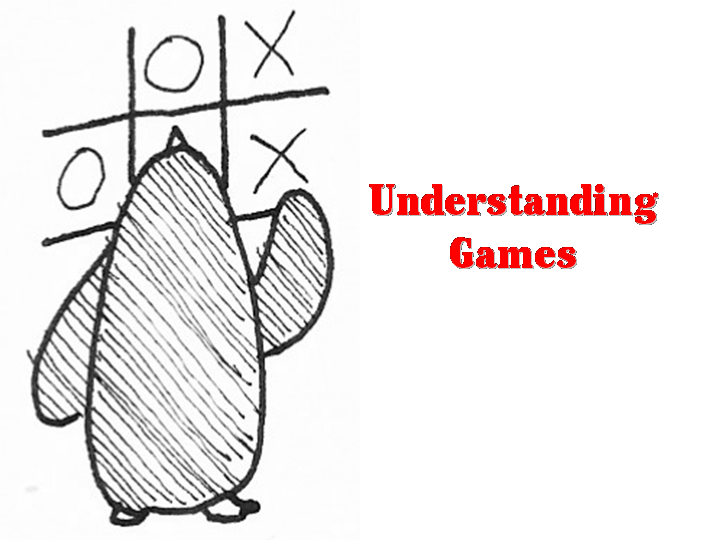 O X
O X
Understanding
Games